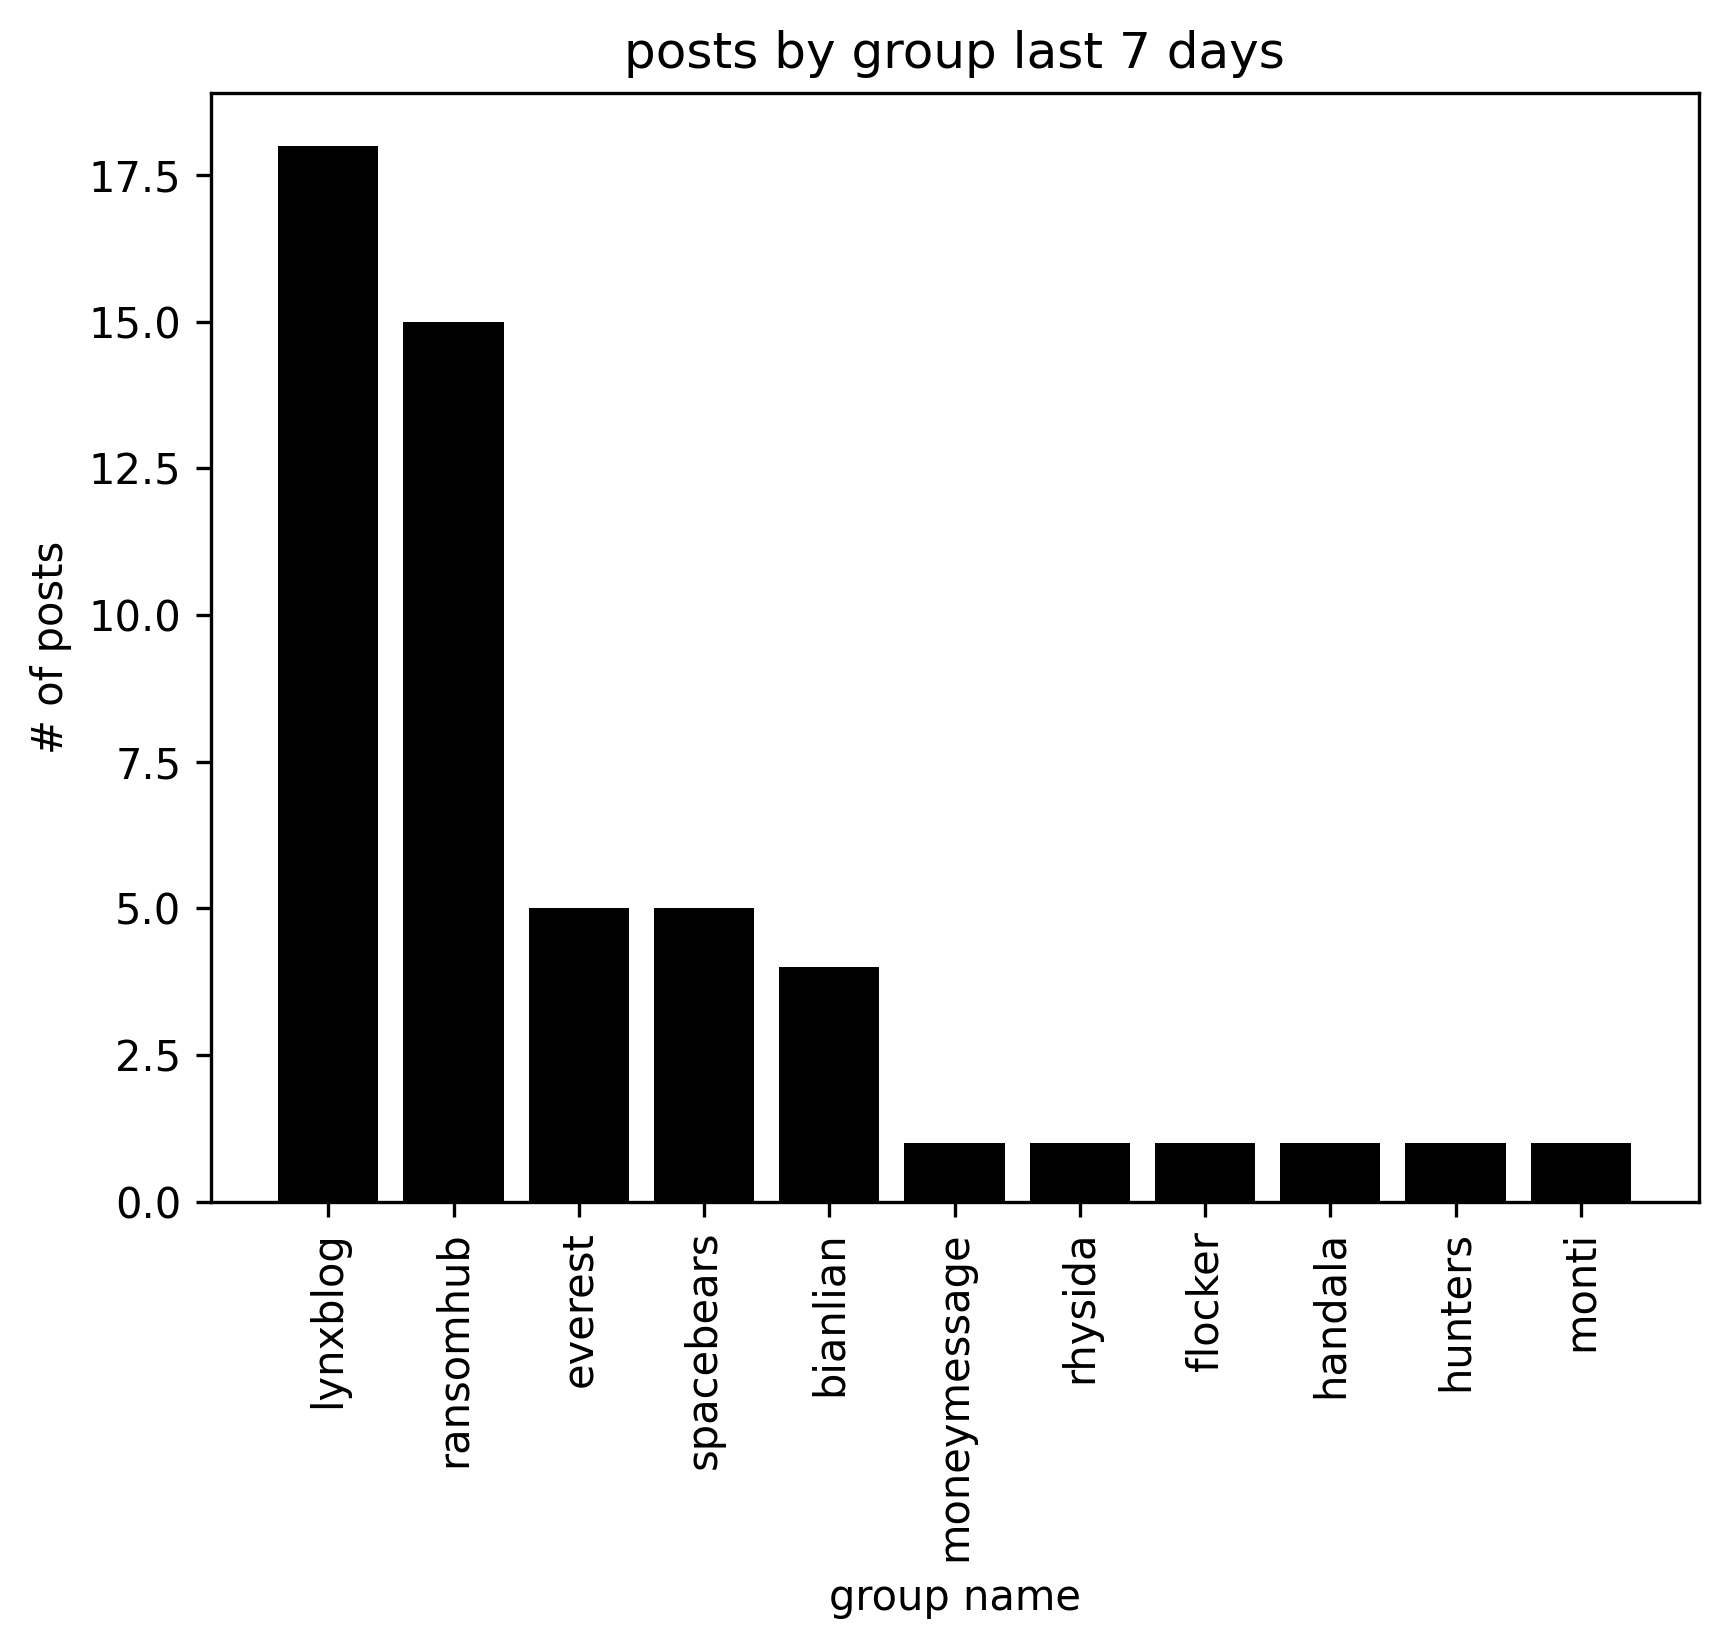 posts by group last 7 days
# of posts
17.5
15.0
12.5
10.0
7.5
5.0
2.5
0.0
lynxblog
ransomhub
everest
spacebears
bianlian
moneymessage
rhysida
flocker
handala
hunters
monti
group name